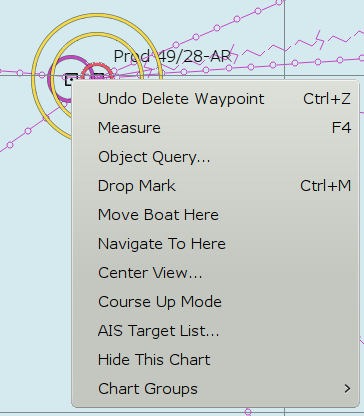 Prod 49/28-AR
Undo Delete Waypoint Ctrl+Z
Measure F4
Object Query...
Drop Mark Ctrl+M
Move Boat Here
Navigate To Here
Center View...
Course Up Mode
AIS Target List...
Hide This Chart
Chart Groups